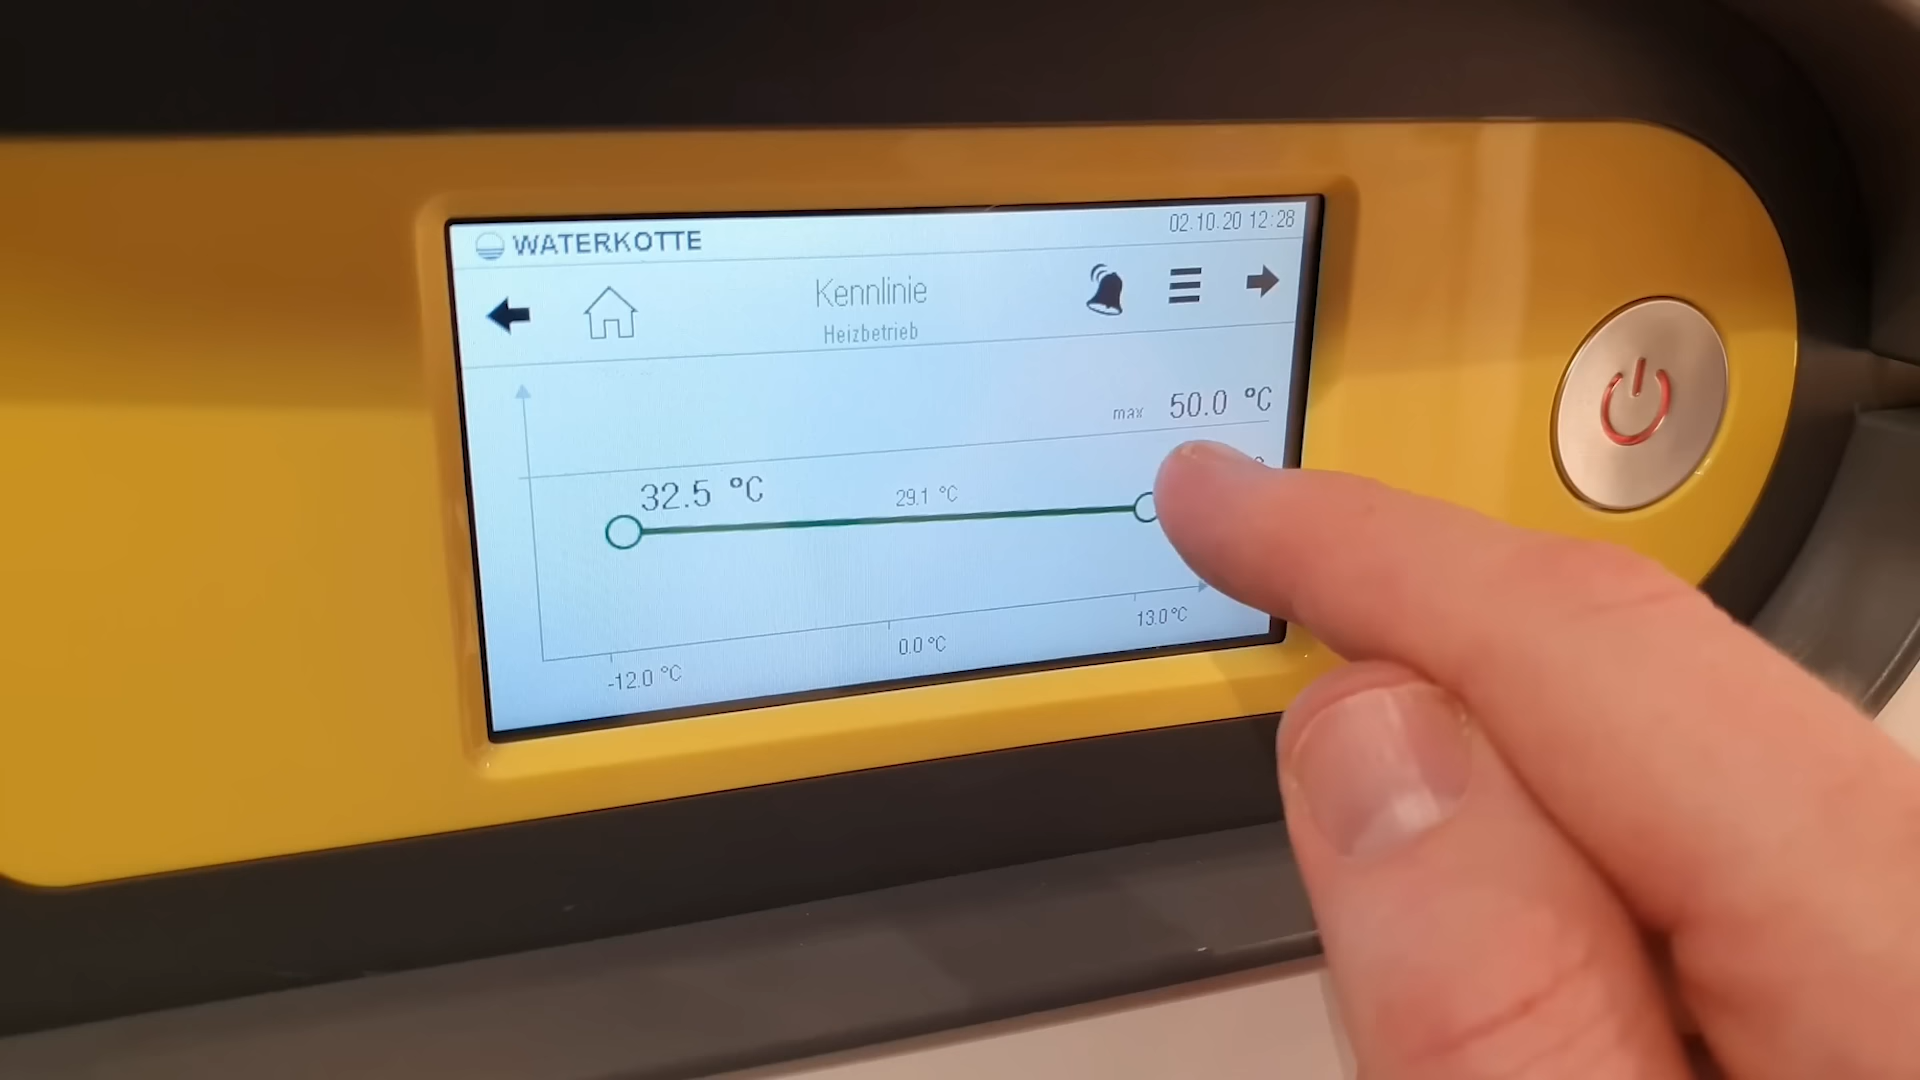 WATERKOTTE
02.10.20 12:28
Kennlinie
Heizbetrieb
max 50.0 °C
32.5 °C
29.1 °C
-12.0 °C
0.0 °C
13.0 °C